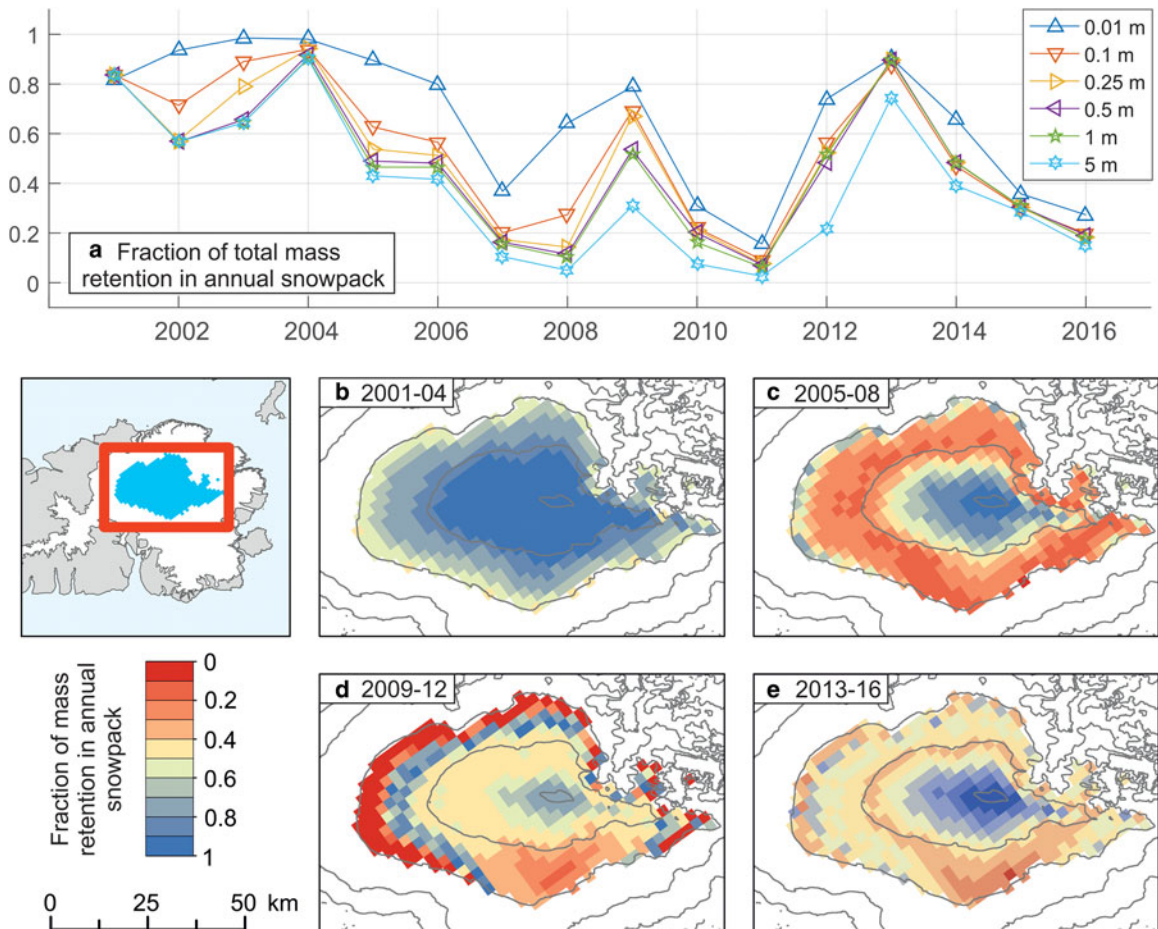 1
0.8
0.6
0.4
0.2
0
0.01 m
0.1 m
0.25 m
0.5 m
1 m
5 m
a Fraction of total mass
retention in annual snowpack
2002
2004
2006
2008
2010
2012
2014
2016
b 2001-04
c 2005-08
Fraction of mass
retention in annual
snowpack
0
0.2
0.4
0.6
0.8
1
d 2009-12
e 2013-16
0 25 50 km